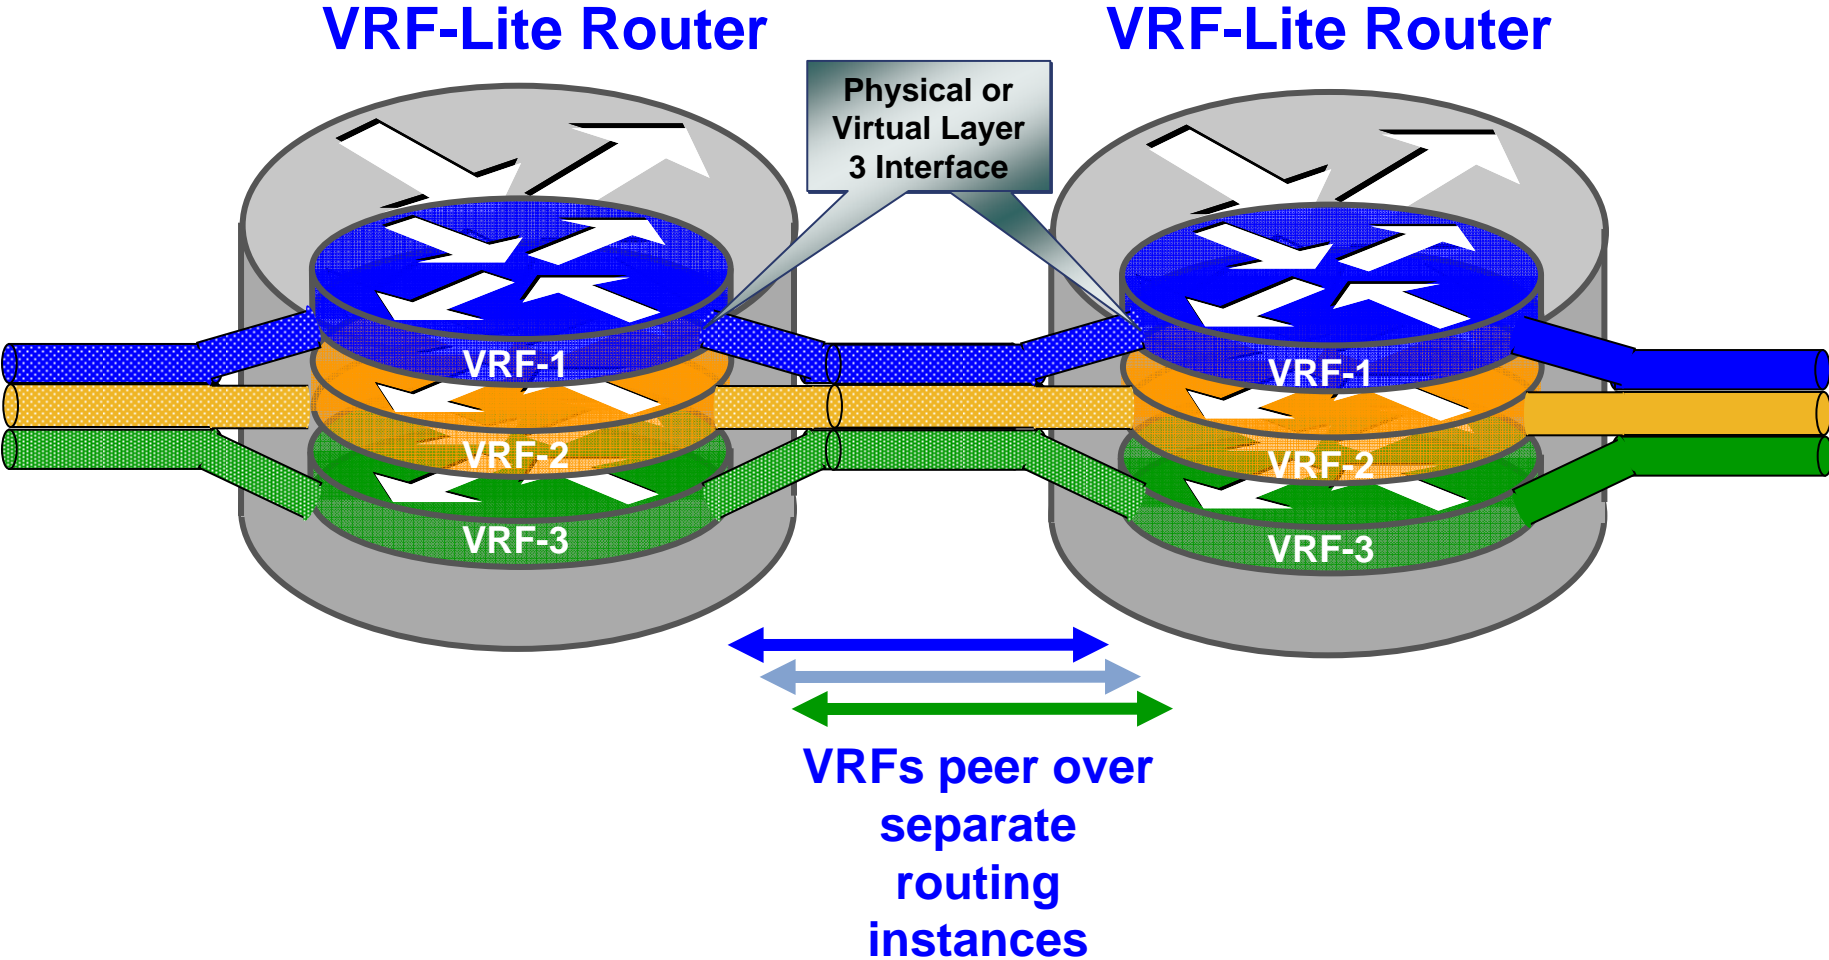 VRF-Lite Router
VRF-Lite Router
Physical or
Virtual Layer
3 Interface
VRF-1
VRF-2
VRF-3
VRF-1
VRF-2
VRF-3
VRFs peer over
separate
routing
instances